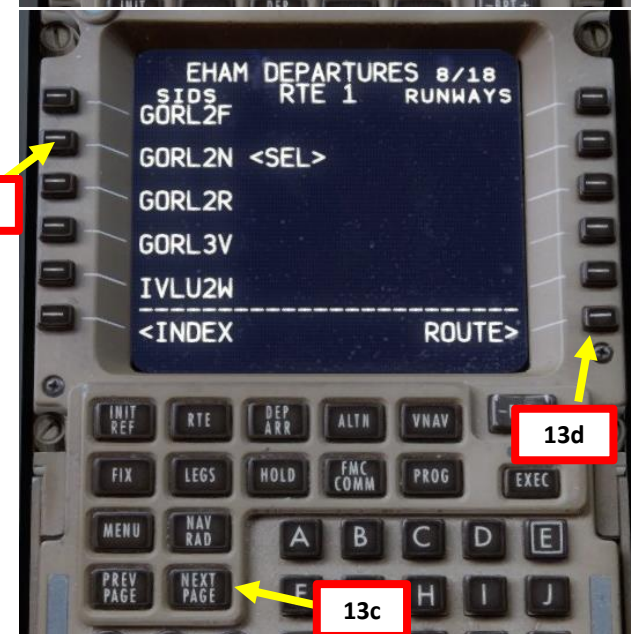 EHAM DEPARTURES 8/18
SIDS RTE 1 RUNWAYS
GORL2F
GORL2N <SEL>
GORL2R
GORL3V
IVLU2W
<INDEX ROUTE>
INIT REF RTE DEP ARR ALTN VNAV
13d
FIX LEGS HOLD FMC COMM PROG EXEC
MENU NAV RAD A B C D E
PREV PAGE NEXT PAGE H I J
13c